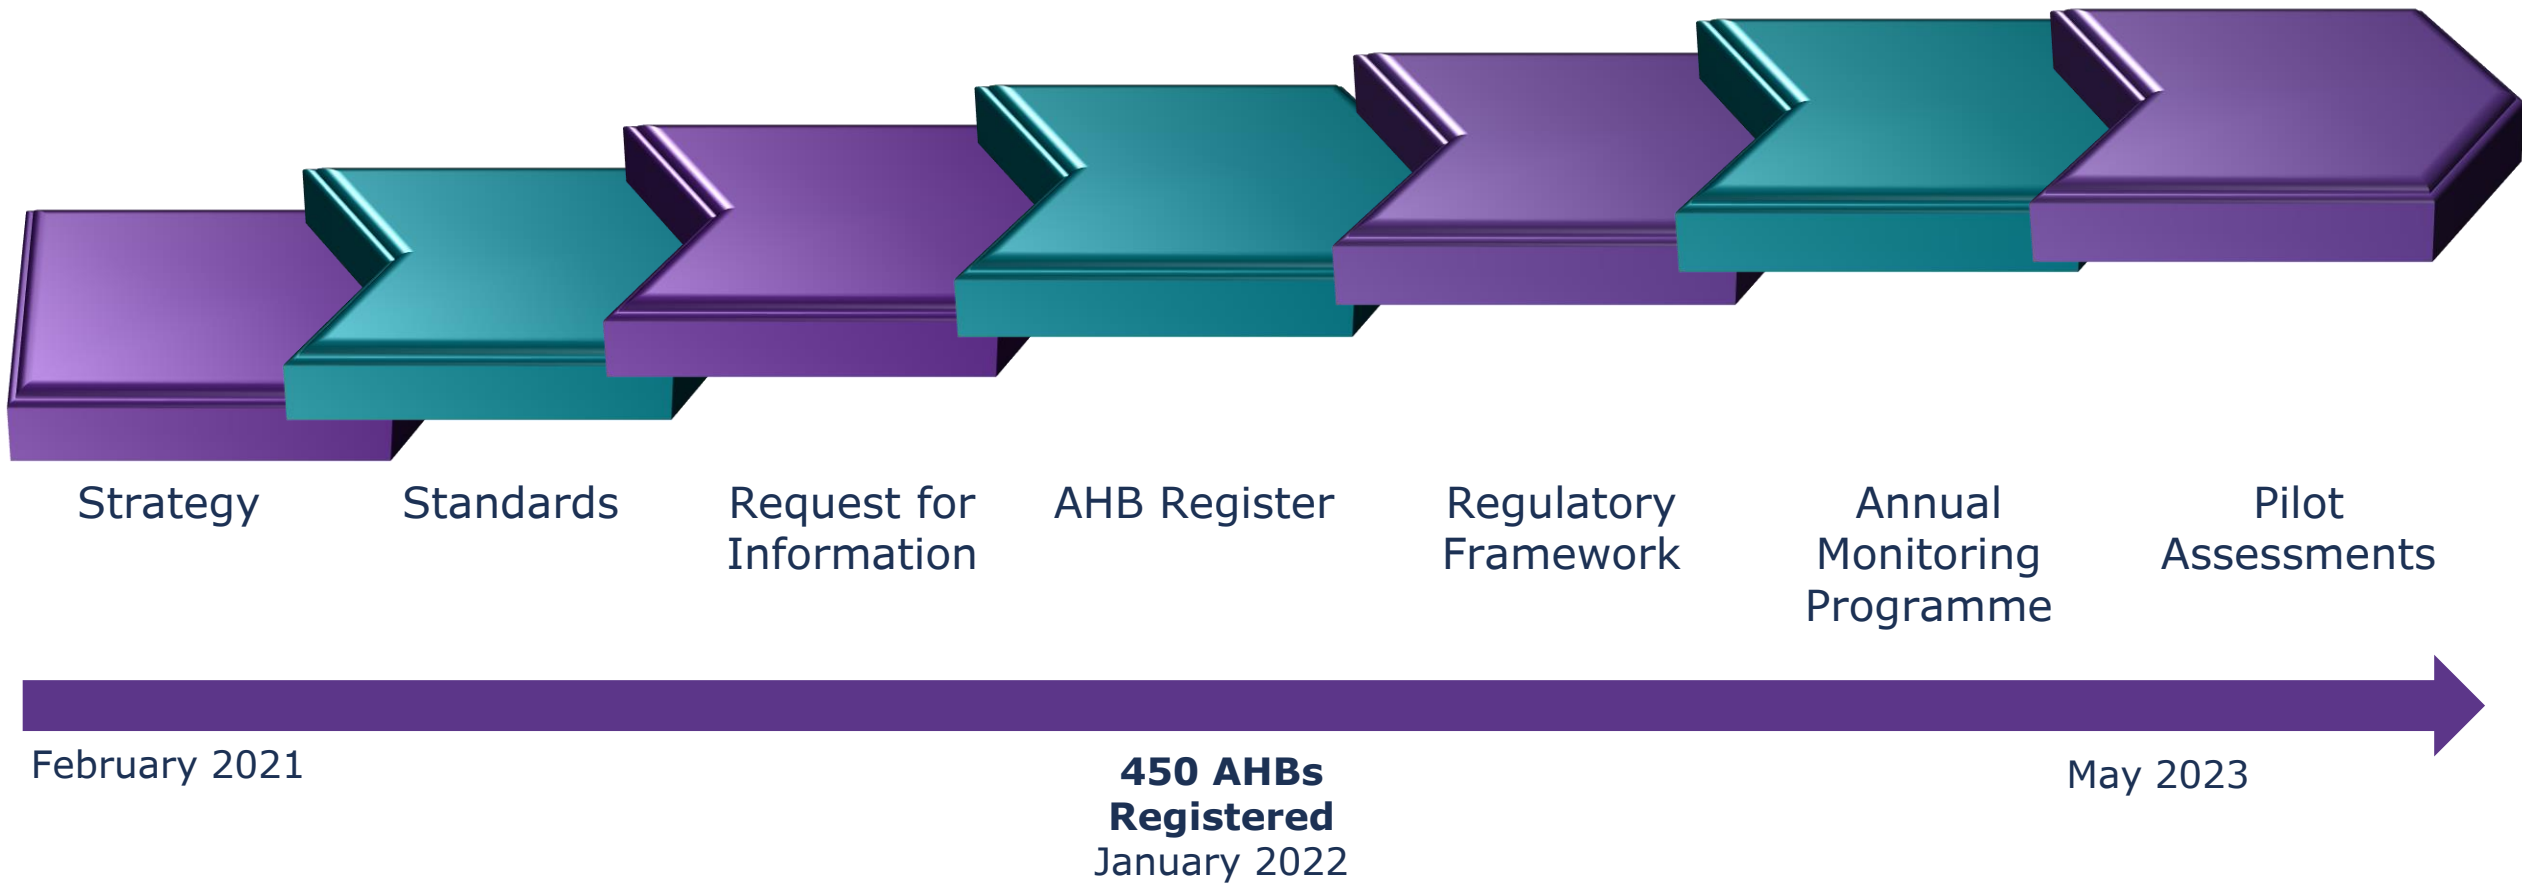 Strategy
Standards
Request for
Information
AHB Register
Regulatory
Framework
Annual
Monitoring
Programme
Pilot
Assessments
February 2021
450 AHBs
Registered
January 2022
May 2023